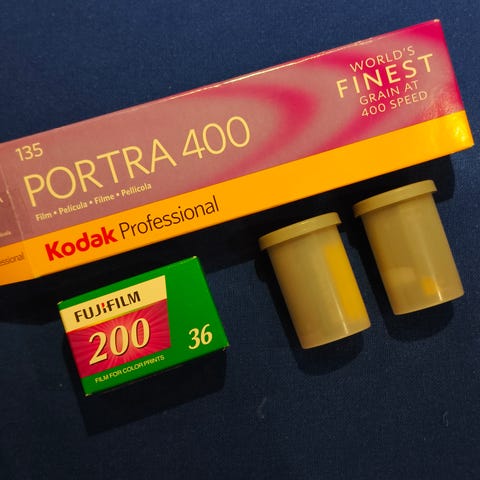 WORLD'S
FINEST
GRAIN AT
400 SPEED
135
PORTRA 400
Film • Película • Filme • Pellicola
Kodak Professional
FUJIFILM
200
36
FILM FOR COLOR PRINTS